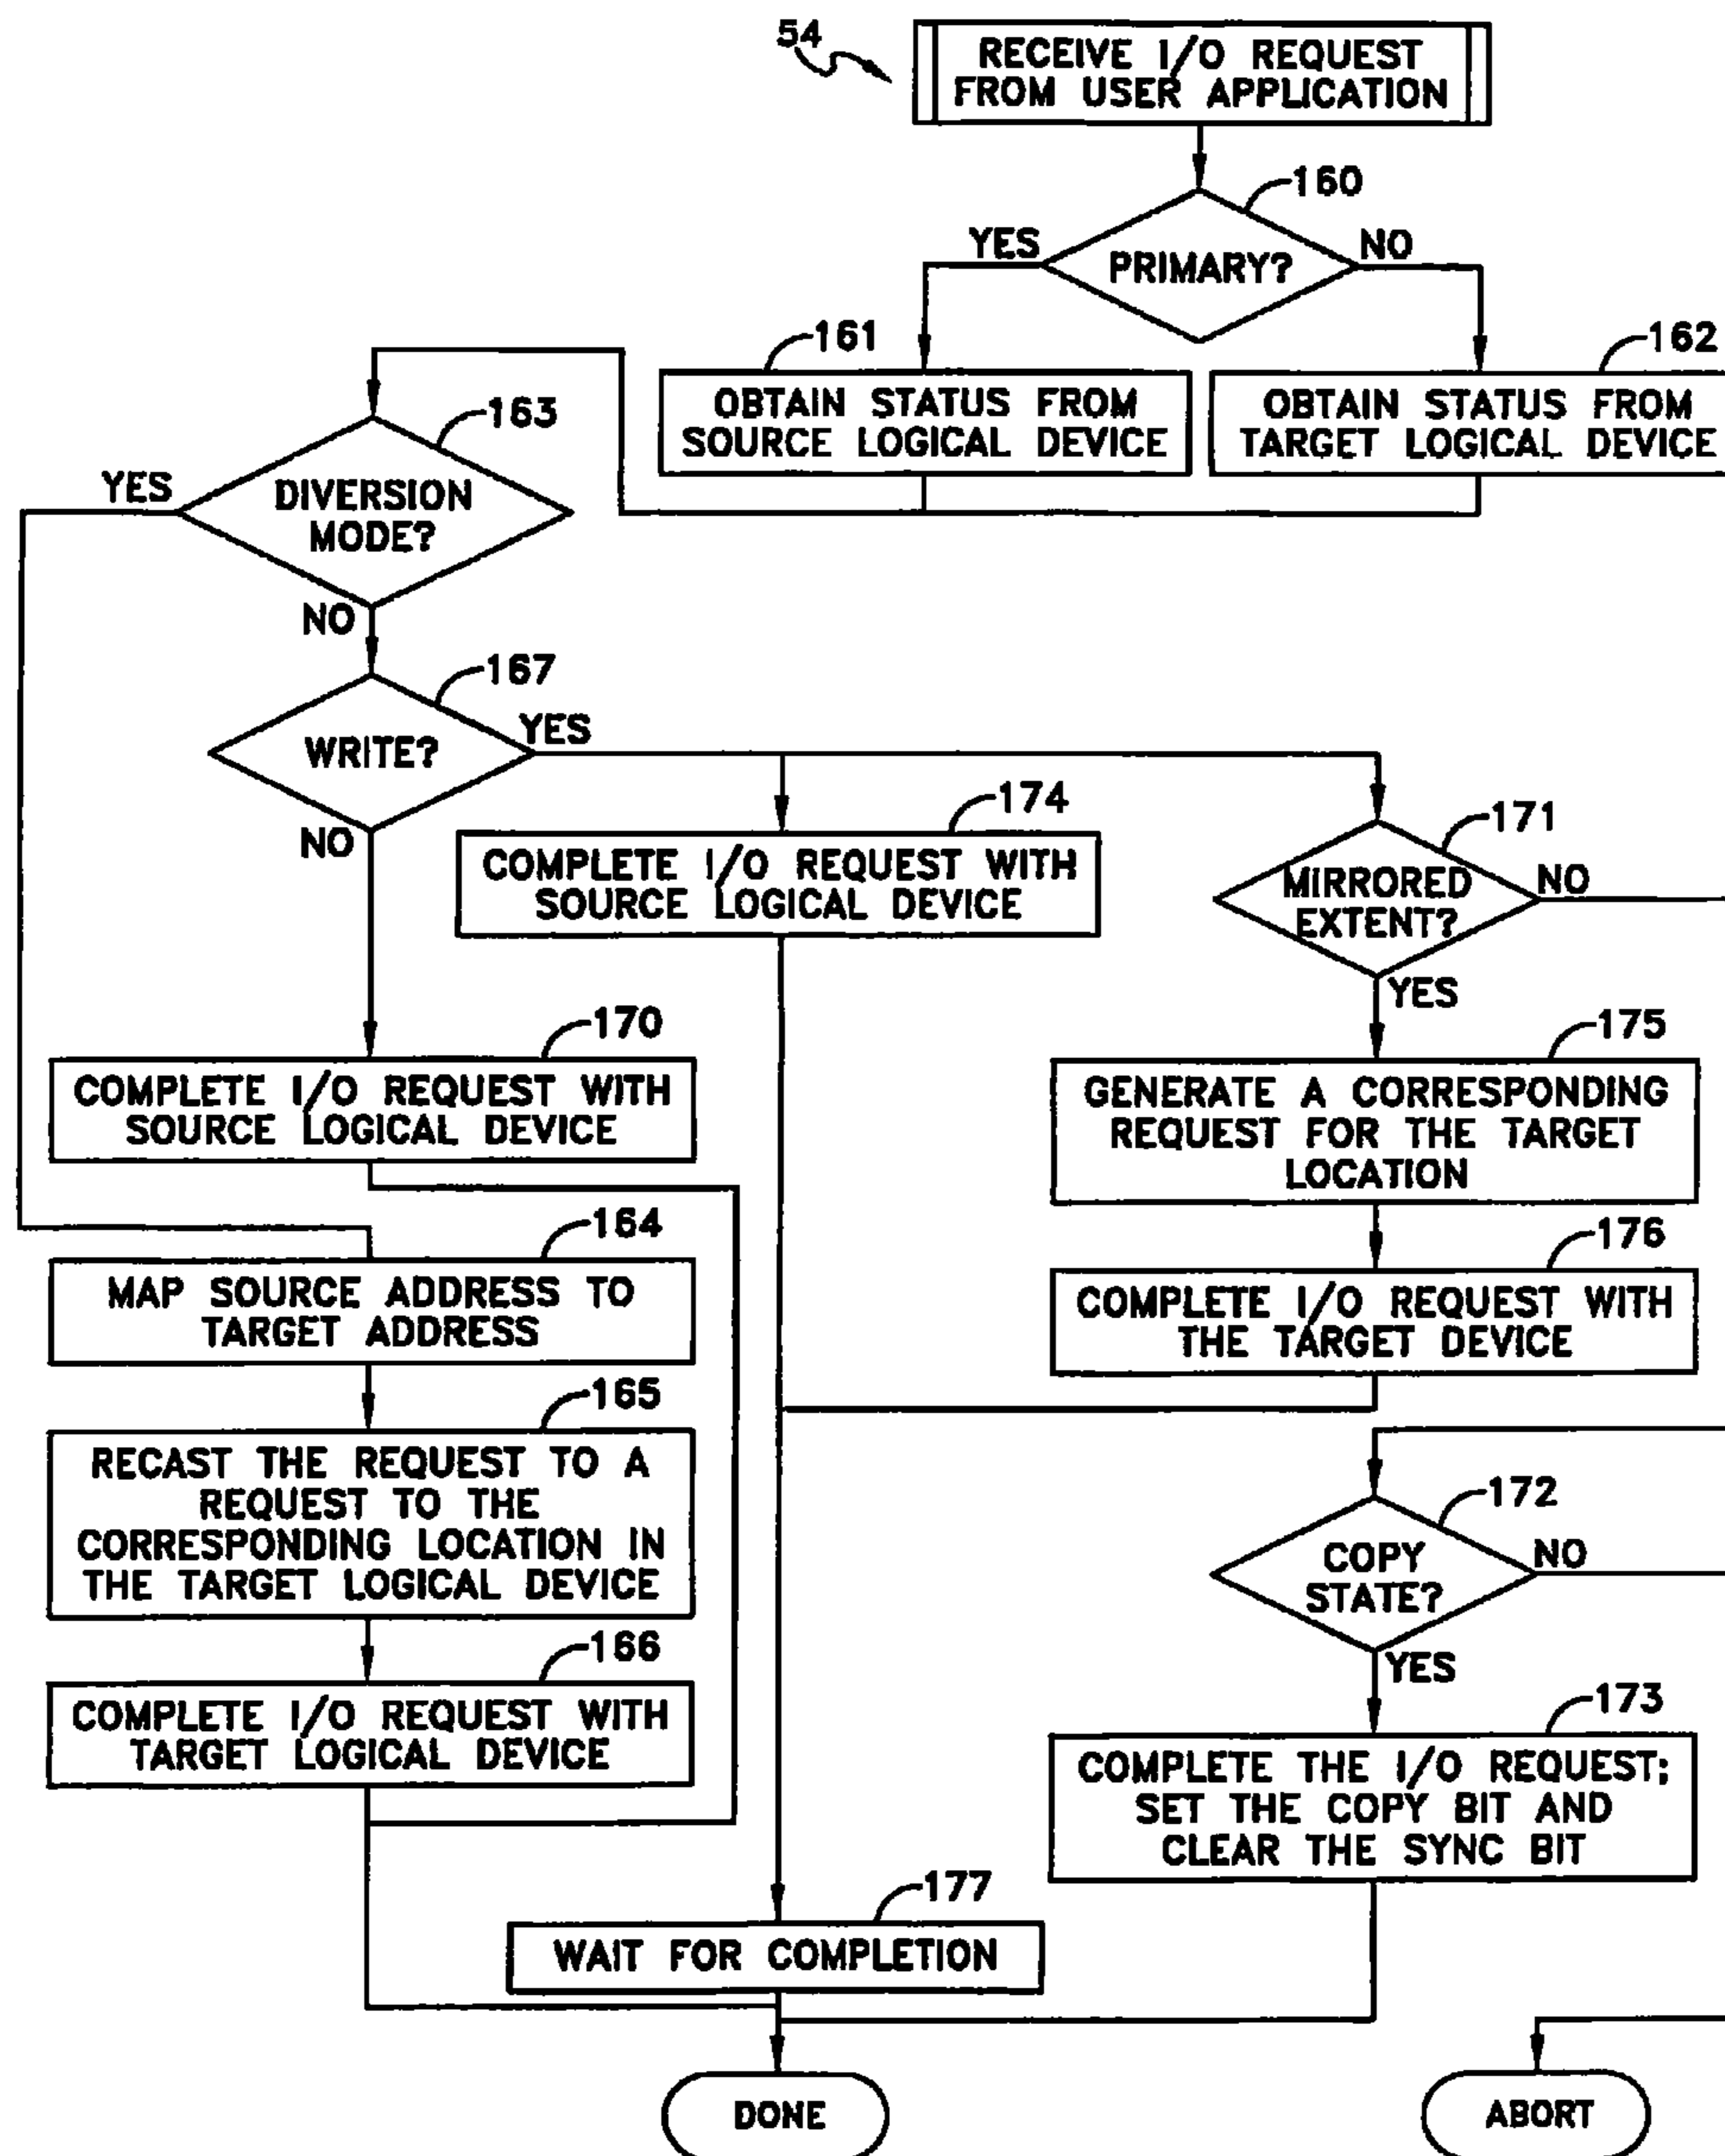 54
RECEIVE I/O REQUEST
FROM USER APPLICATION
160
YES
NO
PRIMARY?
161
162
OBTAIN STATUS FROM
SOURCE LOGICAL DEVICE
OBTAIN STATUS FROM
TARGET LOGICAL DEVICE
163
YES
DIVERSION
MODE?
NO
167
YES
WRITE?
NO
174
COMPLETE I/O REQUEST WITH
SOURCE LOGICAL DEVICE
171
MIRRORED
EXTENT?
NO
YES
170
COMPLETE I/O REQUEST WITH
SOURCE LOGICAL DEVICE
175
GENERATE A CORRESPONDING
REQUEST FOR THE TARGET
LOCATION
164
MAP SOURCE ADDRESS TO
TARGET ADDRESS
176
COMPLETE I/O REQUEST WITH
THE TARGET DEVICE
165
RECAST THE REQUEST TO A
REQUEST TO THE
CORRESPONDING LOCATION IN
THE TARGET LOGICAL DEVICE
172
COPY
STATE?
NO
YES
166
COMPLETE I/O REQUEST WITH
TARGET LOGICAL DEVICE
173
COMPLETE THE I/O REQUEST;
SET THE COPY BIT AND
CLEAR THE SYNC BIT
177
WAIT FOR COMPLETION
DONE
ABORT